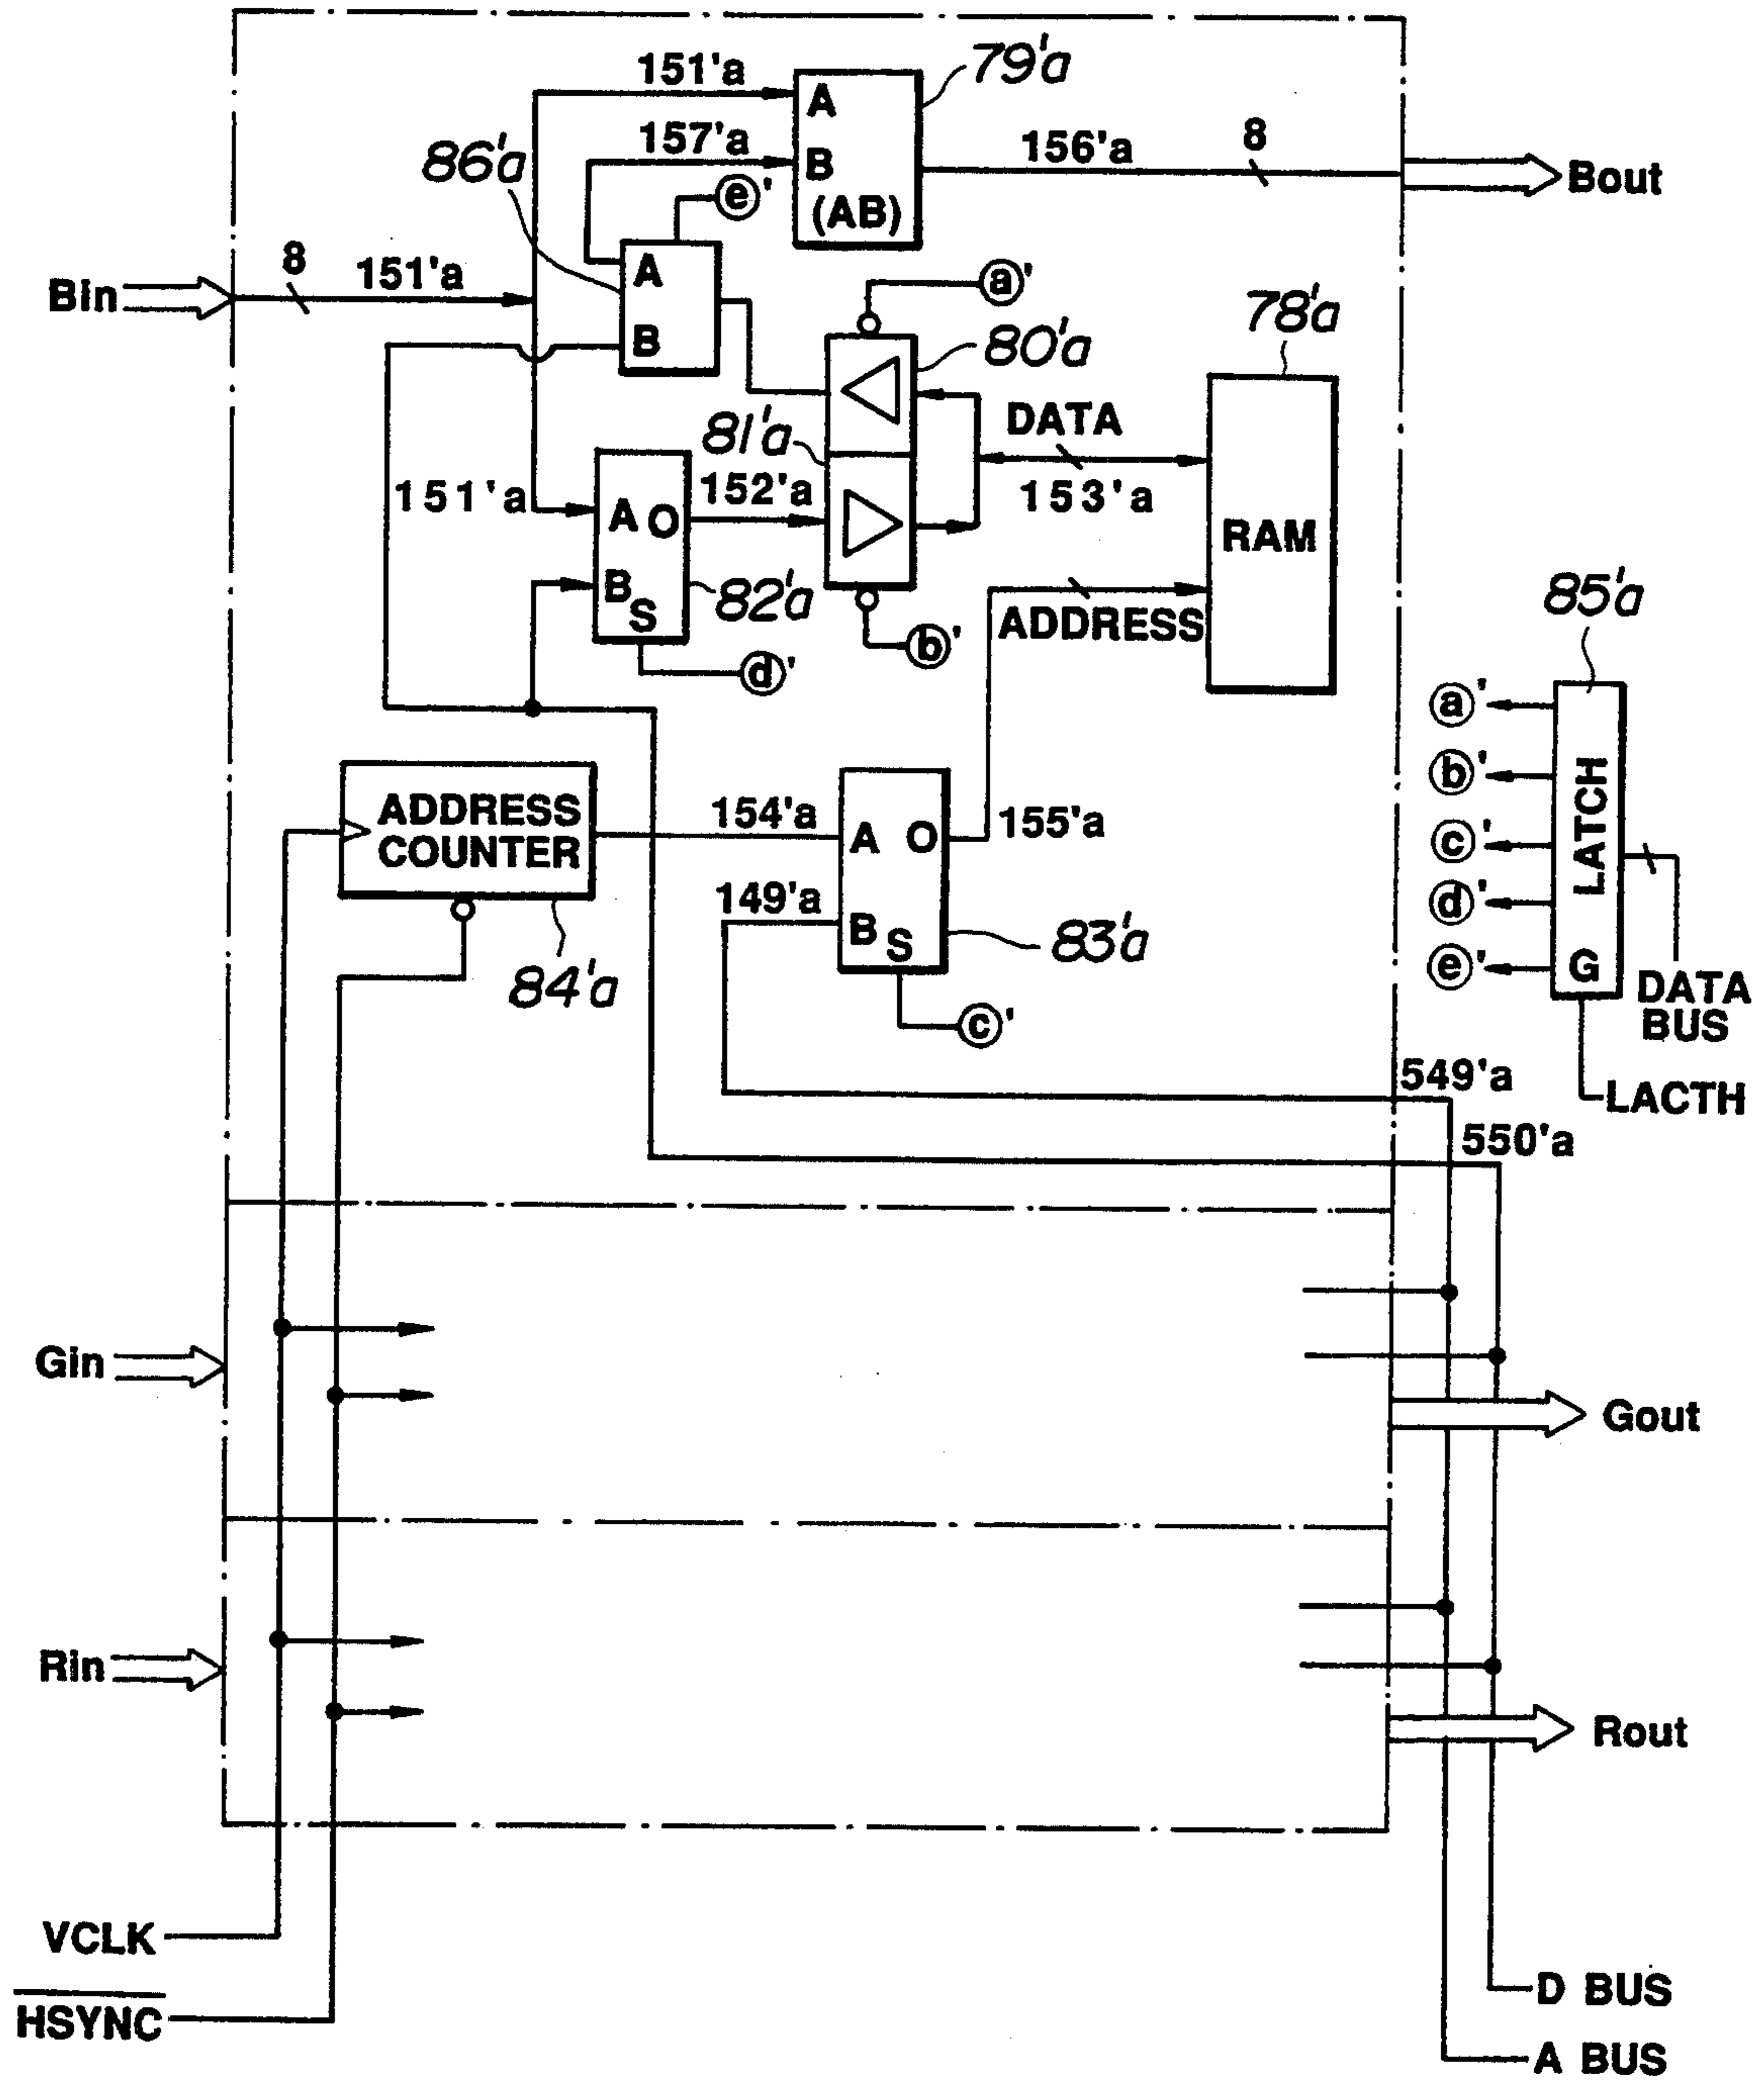 151'a
79'a
A
157'a
B
(AB)
156'a
8
Bout
86'a
e'
8
151'a
Bin
A
B
a'
80'a
78'a
DATA
153'a
81'a
151'a
A O
152'a
B
S
82'a
RAM
ADDRESS
b'
d'
85'a
a'
b'
c'
d'
e'
LATCH
G
DATA
BUS
LACTH
ADDRESS
COUNTER
84'a
154'a
A O
155'a
149'a
B
S
83'a
c'
549'a
550'a
Gin
Gout
Rin
Rout
VCLK
HSYNC
D BUS
A BUS